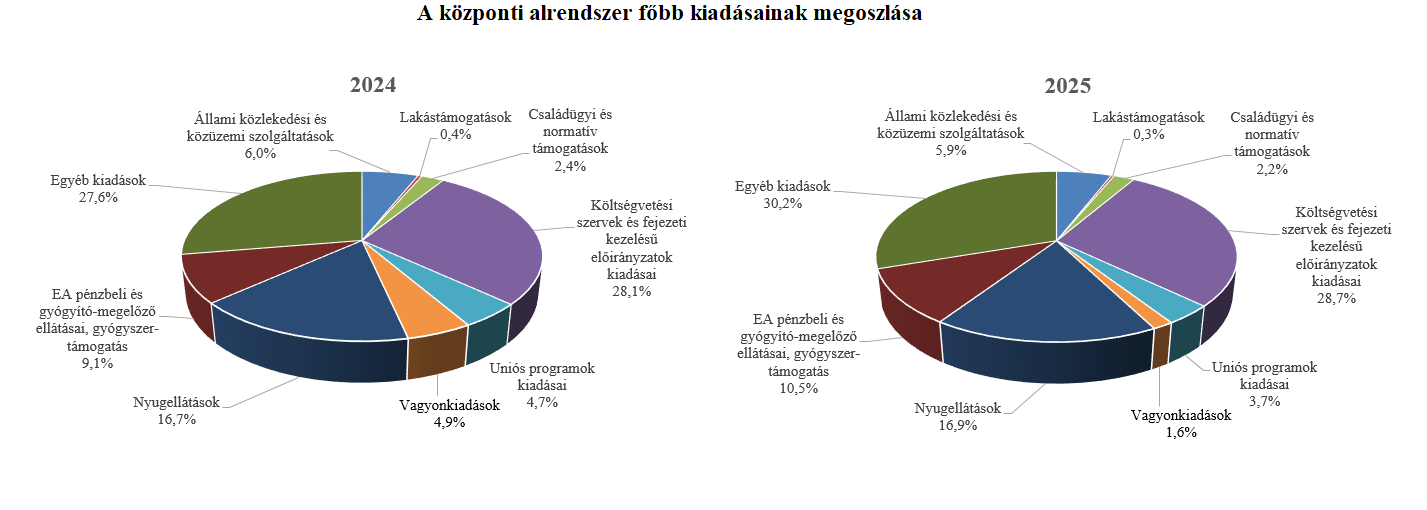 A központi alrendszer főbb kiadásainak megoszlása
2024
Állami közlekedési és
közüzemi szolgáltatások
6,0%
Lakástámogatások
0,4%
Családügyi és
normatív
támogatások
2,4%
Egyéb kiadások
27,6%
Költségvetési
szervek és fejezeti
kezelésű
előirányzatok
kiadásai
28,1%
EA pénzbeli és
gyógyító-megelőző
ellátásai, gyógyszer-
támogatás
9,1%
Uniós programok
kiadásai
4,7%
Nyugellátások
16,7%
Vagyonkiadások
4,9%
2025
Állami közlekedési és
közüzemi szolgáltatások
5,9%
Lakástámogatások
0,3%
Családügyi és
normatív
támogatások
2,2%
Egyéb kiadások
30,2%
Költségvetési
szervek és fejezeti
kezelésű
előirányzatok
kiadásai
28,7%
EA pénzbeli és
gyógyító-megelőző
ellátásai, gyógyszer-
támogatás
10,5%
Uniós programok
kiadásai
3,7%
Nyugellátások
16,9%
Vagyonkiadások
1,6%